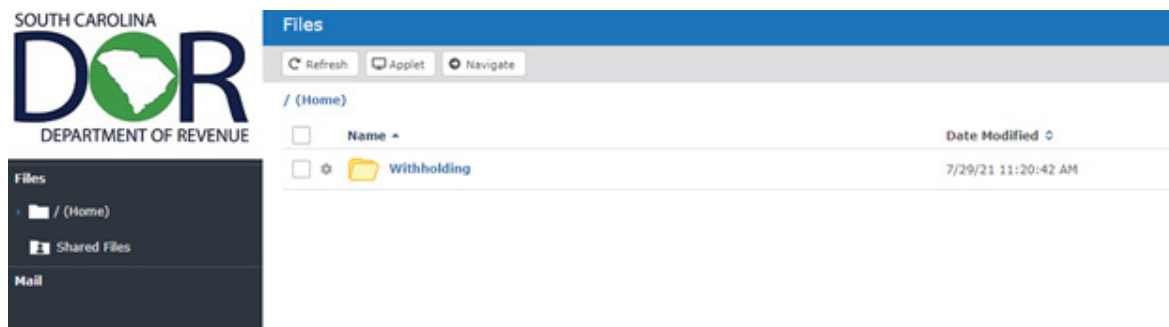 SOUTH CAROLINA
DOR
DEPARTMENT OF REVENUE
Files
/ (Home)
Shared Files
Mail
Files
Refresh Applet Navigate
/ (Home)
Name Date Modified
Withholding 7/29/21 11:20:42 AM